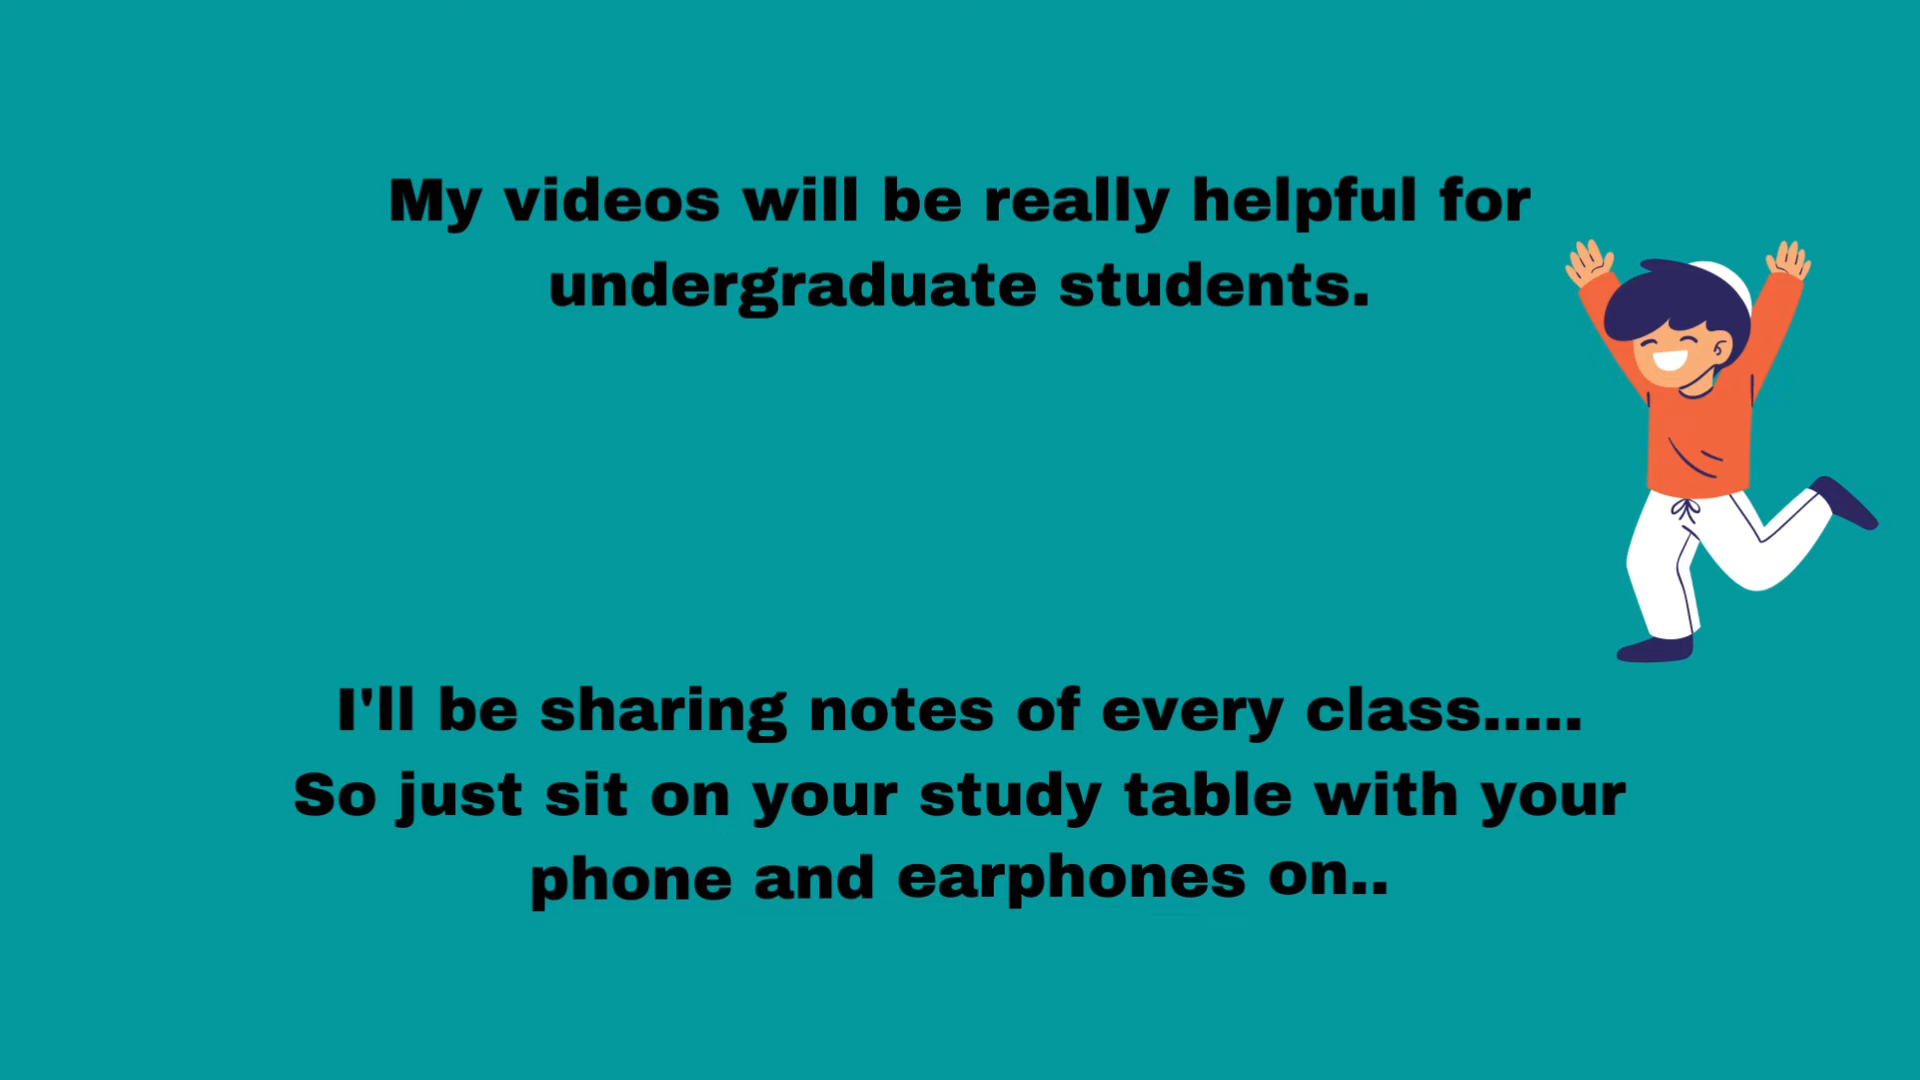 My videos will be really helpful for
undergraduate students.
I'll be sharing notes of every class.....
So just sit on your study table with your
phone and earphones on..